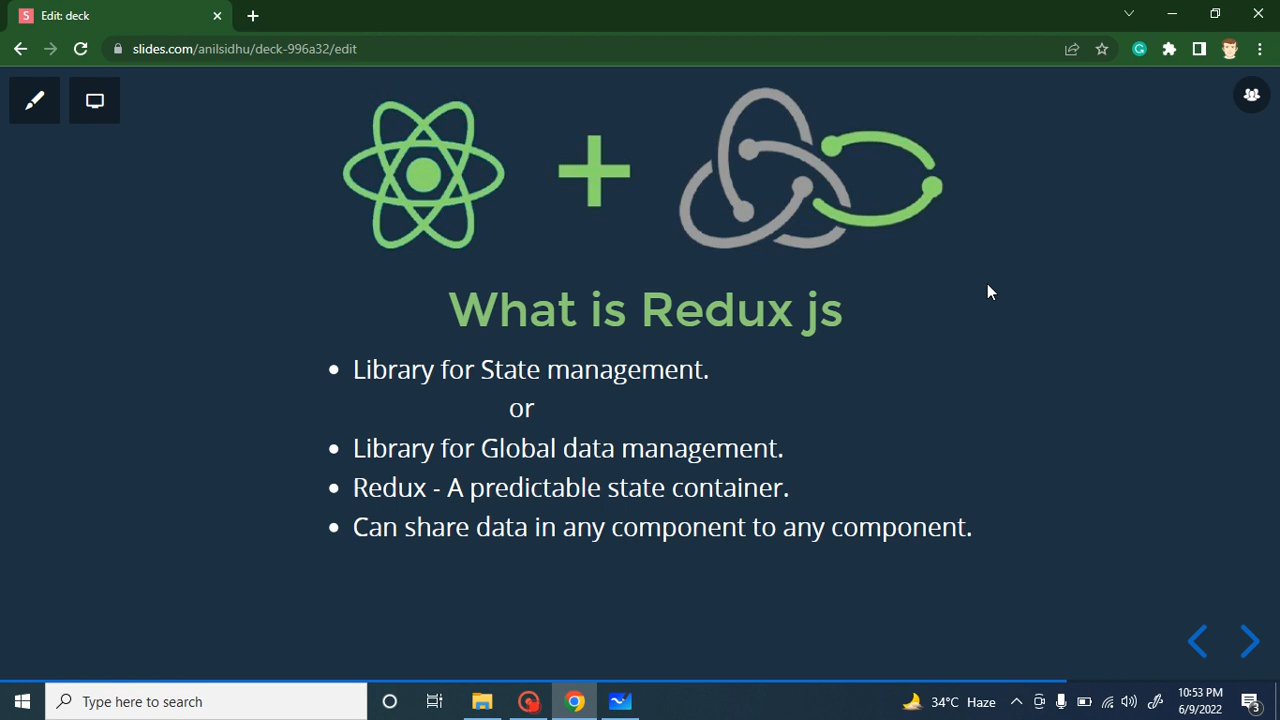 Edit: deck
slides.com/anilsidhu/deck-996a32/edit
What is Redux js
Library for State management.
or
Library for Global data management.
Redux - A predictable state container.
Can share data in any component to any component.
Type here to search
34°C Haze
10:53 PM
6/9/2022
3